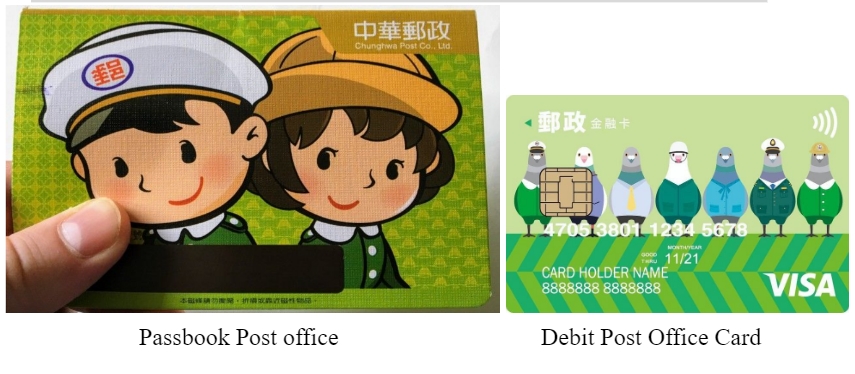 中華郵政
Chunghwa Post Co., Ltd.
郵
郵政 金融卡
4705 3801 1234 5678
MONTH/YEAR
GOOD THRU 11/21
CARD HOLDER NAME
8888888 8888888
VISA
Passbook Post office
Debit Post Office Card